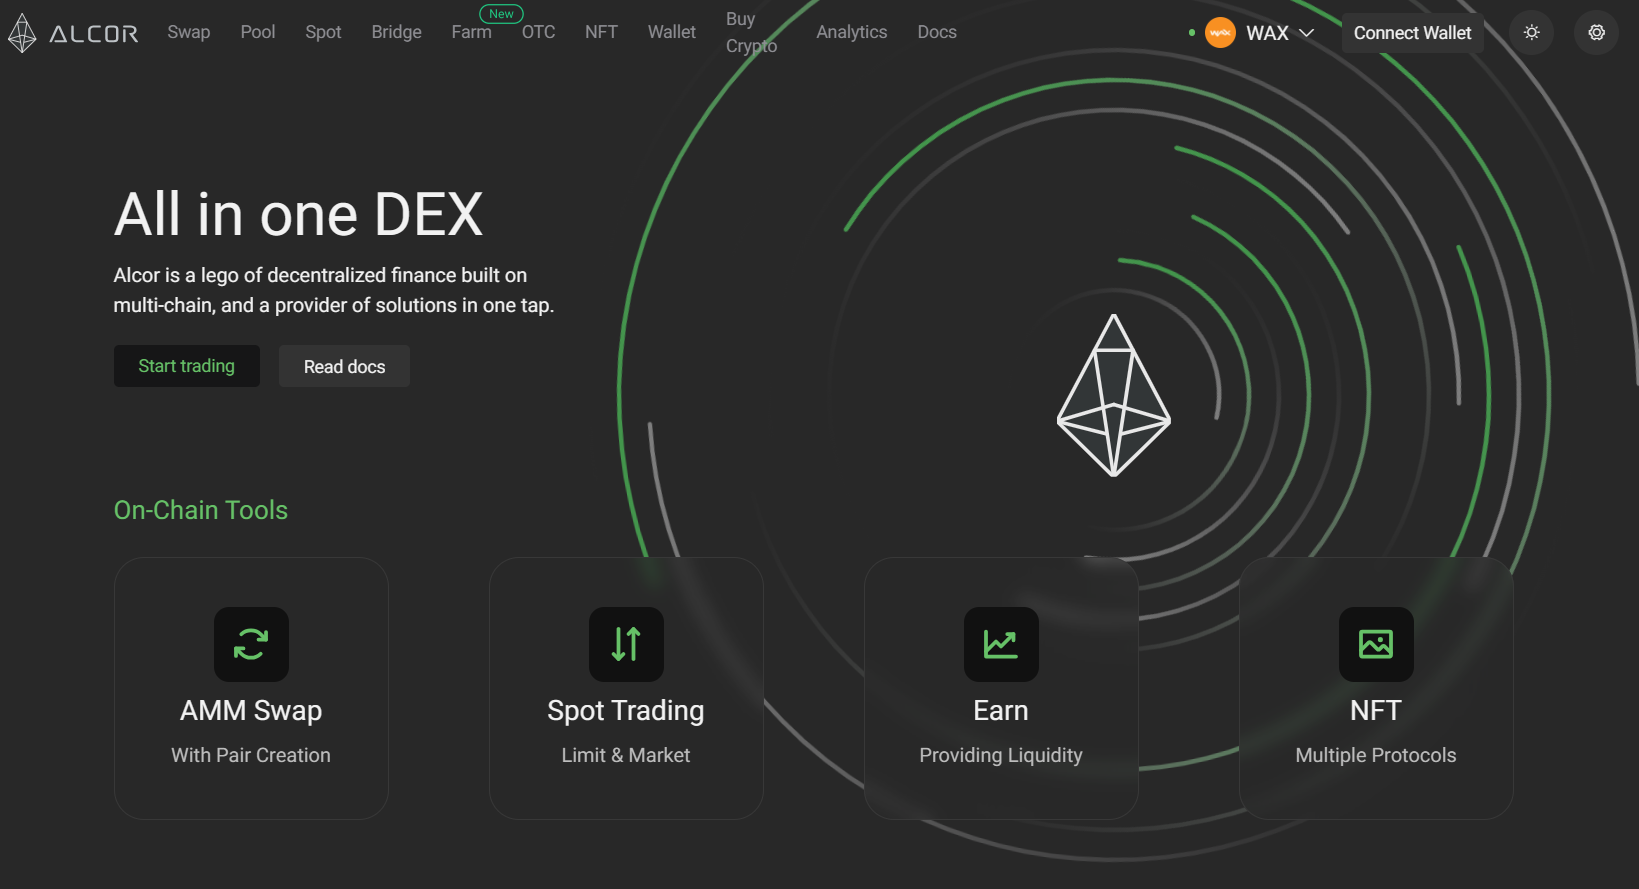 ALCOR
Swap
Pool
Spot
Bridge
Farm
New
OTC
NFT
Wallet
Buy
Crypto
Analytics
Docs
wax
WAX
Connect Wallet
All in one DEX
Alcor is a lego of decentralized finance built on
multi-chain, and a provider of solutions in one tap.
Start trading
Read docs
On-Chain Tools
AMM Swap
With Pair Creation
Spot Trading
Limit & Market
Earn
Providing Liquidity
NFT
Multiple Protocols